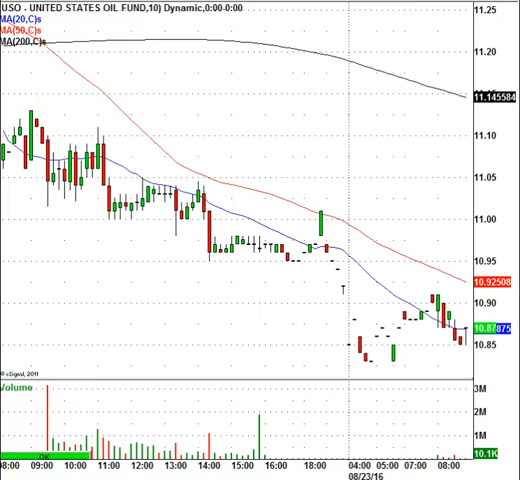 USO - UNITED STATES OIL FUND,10) Dynamic,0:00-0:00
MA(20,C)s
MA(50,C)s
MA(200,C)s
11.25
11.20
11.145584
11.10
11.05
11.00
10.95
10.92508
10.90
10.87875
10.85
© eSignal, 2011
Volume
3M
2M
1M
10.1K
08:00 09:00 10:00 11:00 12:00 13:00 14:00 15:00 16:00 18:00 04:00 05:00 07:00 08:00
08/23/16